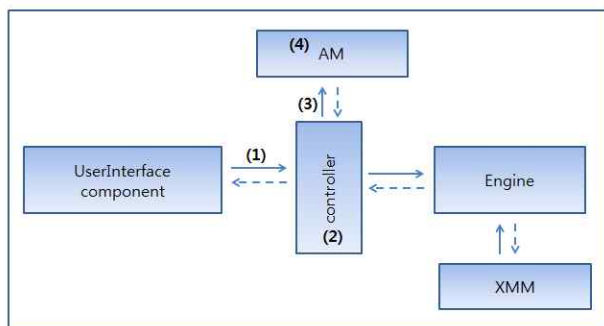 (4)
AM
(3)
(1)
UserInterface
component
controller
(2)
Engine
XMM